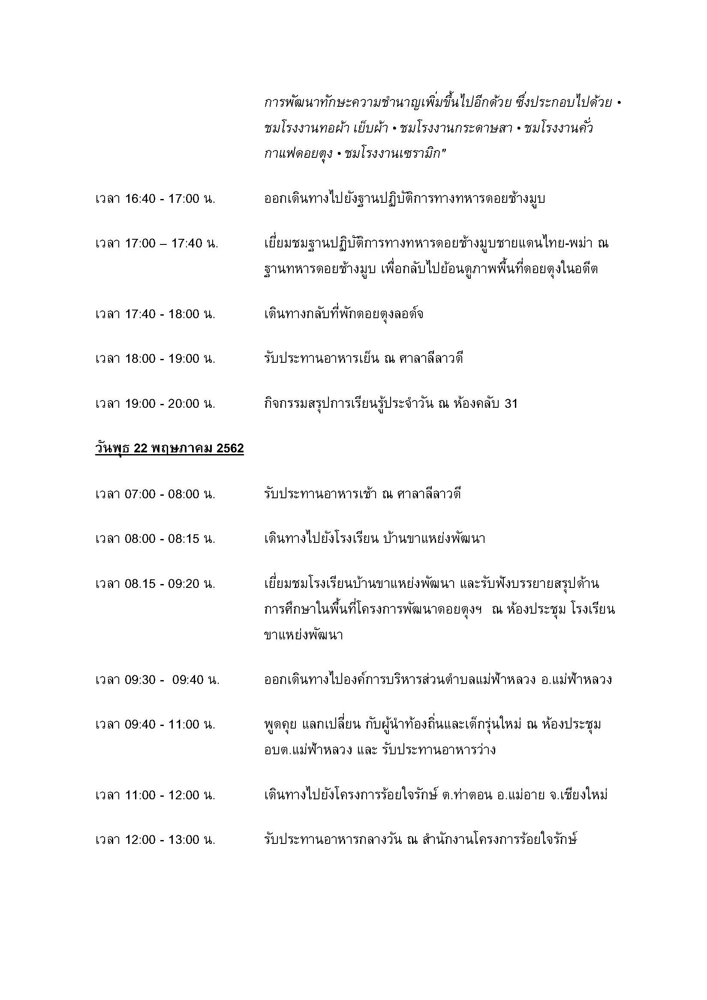 การพัฒนาทักษะความชำนาญเพิ่มขึ้นไปอีกด้วย ซึ่งประกอบไปด้วย •
ชมโรงงานทอผ้า เย็บผ้า • ชมโรงงานกระดาษสา • ชมโรงงานคั่ว
กาแฟดอยตุง • ชมโรงงานเซรามิก"
เวลา 16:40 - 17:00 น. ออกเดินทางไปยังฐานปฏิบัติการทางทหารดอยช้างมูบ
เวลา 17:00 – 17:40 น. เยี่ยมชมฐานปฏิบัติการทางทหารดอยช้างมูบชายแดนไทย-พม่า ณ
ฐานทหารดอยช้างมูบ เพื่อกลับไปย้อนดูภาพพื้นที่ดอยตุงในอดีต
เวลา 17:40 - 18:00 น. เดินทางกลับที่พักดอยตุงลอด์จ
เวลา 18:00 - 19:00 น. รับประทานอาหารเย็น ณ ศาลาลีลาวดี
เวลา 19:00 - 20:00 น. กิจกรรมสรุปการเรียนรู้ประจำวัน ณ ห้องคลับ 31
วันพุธ 22 พฤษภาคม 2562
เวลา 07:00 - 08:00 น. รับประทานอาหารเช้า ณ ศาลาลีลาวดี
เวลา 08:00 - 08:15 น. เดินทางไปยังโรงเรียน บ้านขาแหย่งพัฒนา
เวลา 08.15 - 09:20 น. เยี่ยมชมโรงเรียนบ้านขาแหย่งพัฒนา และรับฟังบรรยายสรุปด้าน
การศึกษาในพื้นที่โครงการพัฒนาดอยตุงฯ  ณ ห้องประชุม โรงเรียน
ขาแหย่งพัฒนา
เวลา 09:30 -  09:40 น. ออกเดินทางไปองค์การบริหารส่วนตำบลแม่ฟ้าหลวง อ.แม่ฟ้าหลวง
เวลา 09:40 - 11:00 น. พูดคุย แลกเปลี่ยน กับผู้นำท้องถิ่นและเด็กรุ่นใหม่ ณ ห้องประชุม
อบต.แม่ฟ้าหลวง และ รับประทานอาหารว่าง
เวลา 11:00 - 12:00 น. เดินทางไปยังโครงการร้อยใจรักษ์ ต.ท่าตอน อ.แม่อาย จ.เชียงใหม่
เวลา 12:00 - 13:00 น. รับประทานอาหารกลางวัน ณ สำนักงานโครงการร้อยใจรักษ์